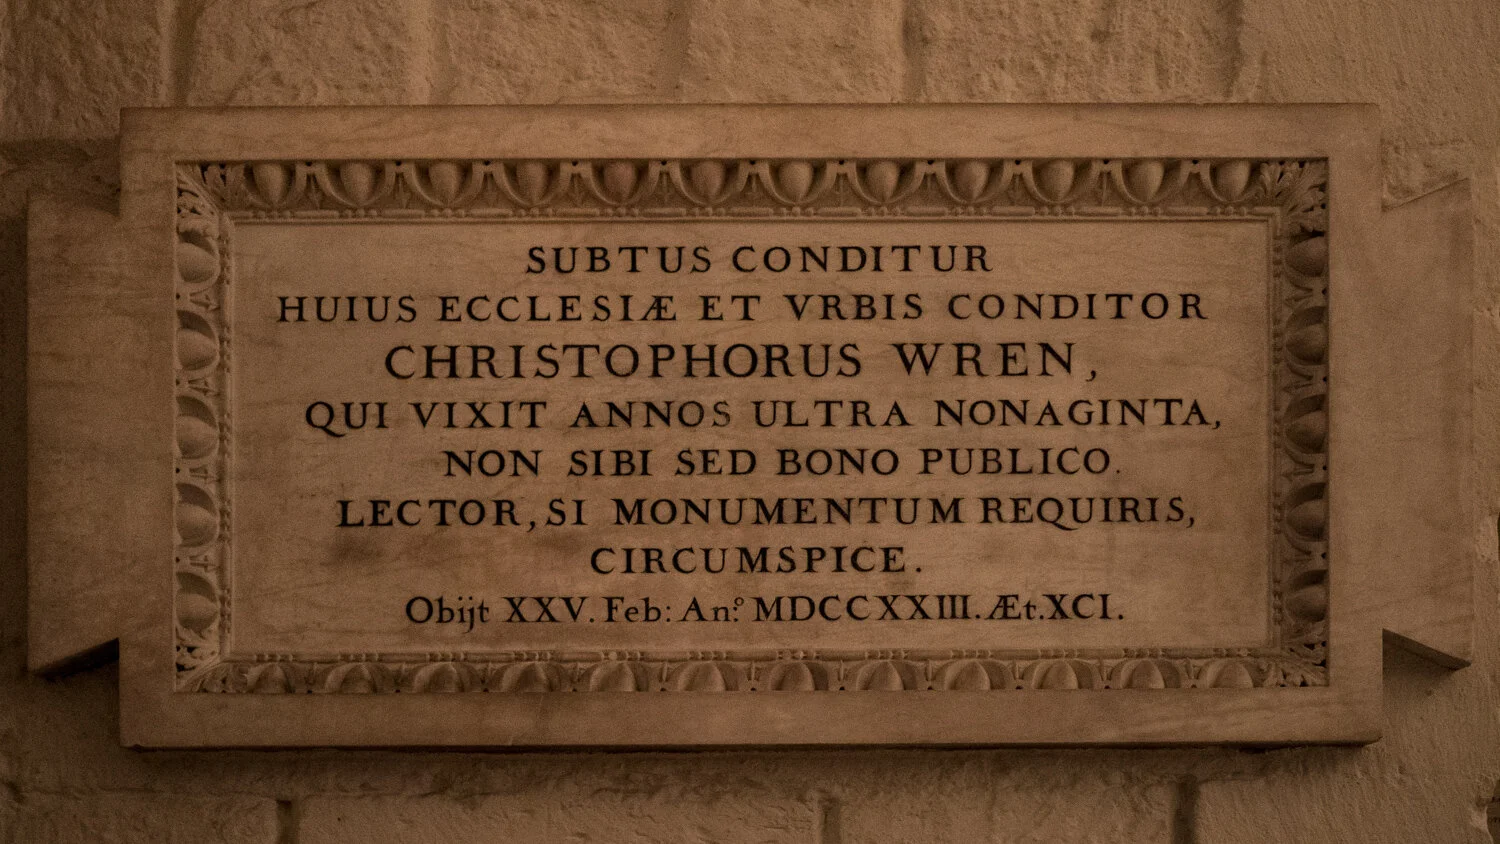 SUBTUS CONDITUR
HUIUS ECCLESIÆ ET VRBIS CONDITOR
CHRISTOPHORUS WREN,
QUI VIXIT ANNOS ULTRA NONAGINTA,
NON SIBI SED BONO PUBLICO.
LECTOR, SI MONUMENTUM REQUIRIS,
CIRCUMSPICE.
Obijt XXV. Feb: An.º MDCCXXIII. Æt. XCI.